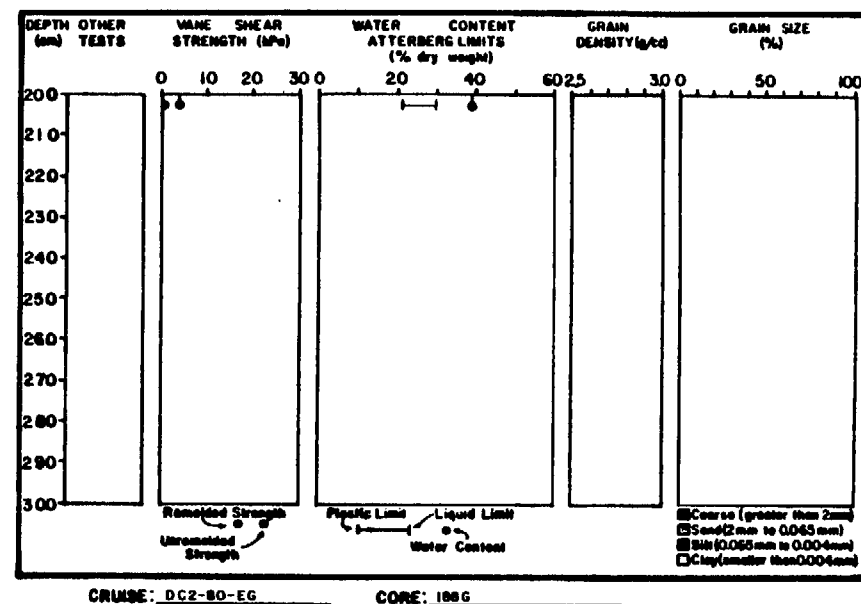 DEPTH OTHER VANE SHEAR WATER CONTENT GRAIN GRAIN SIZE
(cm) TESTS STRENGTH (kPa) ATTERBERG LIMITS DENSITY(g/cc) (%)
(% dry weight)
0 10 20 30 0 20 40 60 2.5 3.0 0 50 100
200
210
220
230
240
250
260
270
280
290
300
Remolded Strength
Unremolded
Strength
Plastic Limit
Liquid Limit
Water Content
Coarse (greater than 2mm)
Sand(2mm to 0.065mm)
Silt(0.065mm to 0.004mm)
Clay(smaller than 0.004mm)
CRUISE: DC2-80-EG CORE: 188G